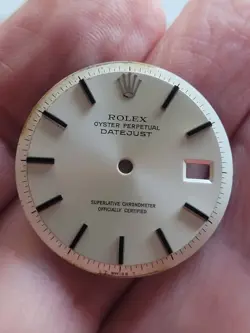 ROLEX
OYSTER PERPETUAL
DATEJUST
SUPERLATIVE CHRONOMETER
OFFICIALLY CERTIFIED